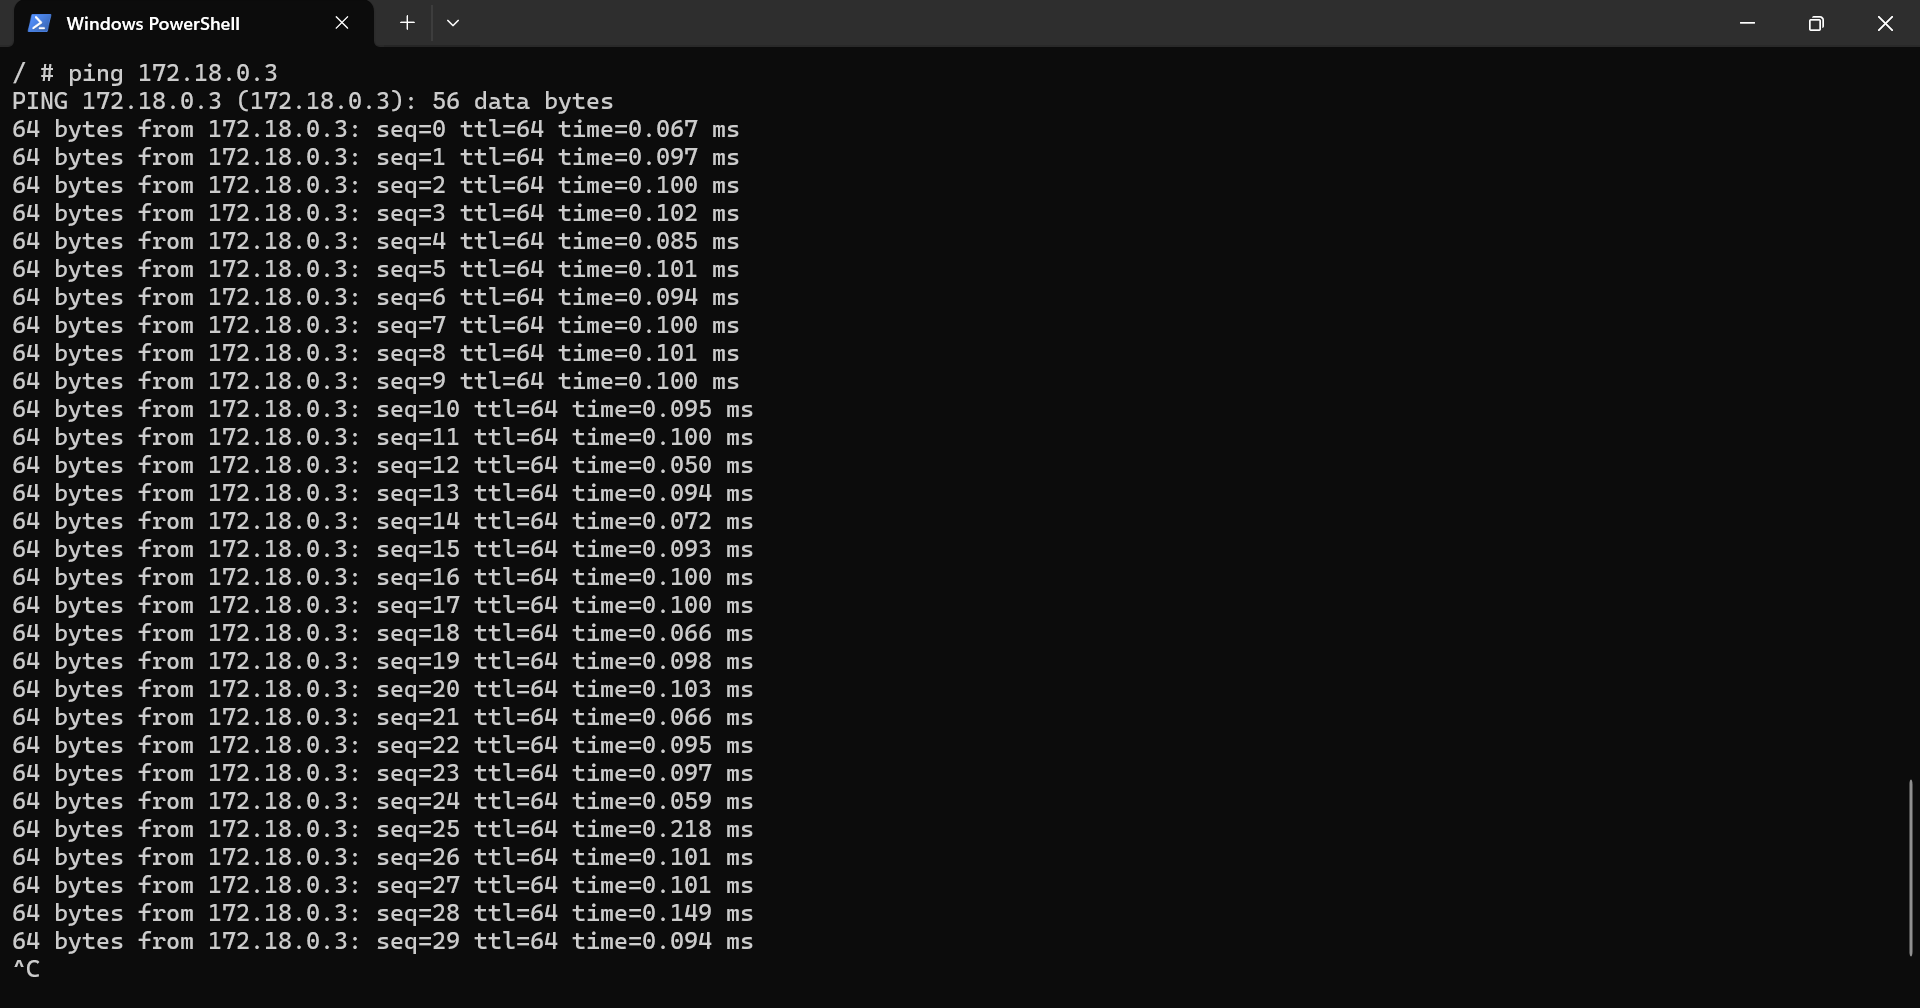 Windows PowerShell
/ # ping 172.18.0.3
PING 172.18.0.3 (172.18.0.3): 56 data bytes
64 bytes from 172.18.0.3: seq=0 ttl=64 time=0.067 ms
64 bytes from 172.18.0.3: seq=1 ttl=64 time=0.097 ms
64 bytes from 172.18.0.3: seq=2 ttl=64 time=0.100 ms
64 bytes from 172.18.0.3: seq=3 ttl=64 time=0.102 ms
64 bytes from 172.18.0.3: seq=4 ttl=64 time=0.085 ms
64 bytes from 172.18.0.3: seq=5 ttl=64 time=0.101 ms
64 bytes from 172.18.0.3: seq=6 ttl=64 time=0.094 ms
64 bytes from 172.18.0.3: seq=7 ttl=64 time=0.100 ms
64 bytes from 172.18.0.3: seq=8 ttl=64 time=0.101 ms
64 bytes from 172.18.0.3: seq=9 ttl=64 time=0.100 ms
64 bytes from 172.18.0.3: seq=10 ttl=64 time=0.095 ms
64 bytes from 172.18.0.3: seq=11 ttl=64 time=0.100 ms
64 bytes from 172.18.0.3: seq=12 ttl=64 time=0.050 ms
64 bytes from 172.18.0.3: seq=13 ttl=64 time=0.094 ms
64 bytes from 172.18.0.3: seq=14 ttl=64 time=0.072 ms
64 bytes from 172.18.0.3: seq=15 ttl=64 time=0.093 ms
64 bytes from 172.18.0.3: seq=16 ttl=64 time=0.100 ms
64 bytes from 172.18.0.3: seq=17 ttl=64 time=0.100 ms
64 bytes from 172.18.0.3: seq=18 ttl=64 time=0.066 ms
64 bytes from 172.18.0.3: seq=19 ttl=64 time=0.098 ms
64 bytes from 172.18.0.3: seq=20 ttl=64 time=0.103 ms
64 bytes from 172.18.0.3: seq=21 ttl=64 time=0.066 ms
64 bytes from 172.18.0.3: seq=22 ttl=64 time=0.095 ms
64 bytes from 172.18.0.3: seq=23 ttl=64 time=0.097 ms
64 bytes from 172.18.0.3: seq=24 ttl=64 time=0.059 ms
64 bytes from 172.18.0.3: seq=25 ttl=64 time=0.218 ms
64 bytes from 172.18.0.3: seq=26 ttl=64 time=0.101 ms
64 bytes from 172.18.0.3: seq=27 ttl=64 time=0.101 ms
64 bytes from 172.18.0.3: seq=28 ttl=64 time=0.149 ms
64 bytes from 172.18.0.3: seq=29 ttl=64 time=0.094 ms
^C